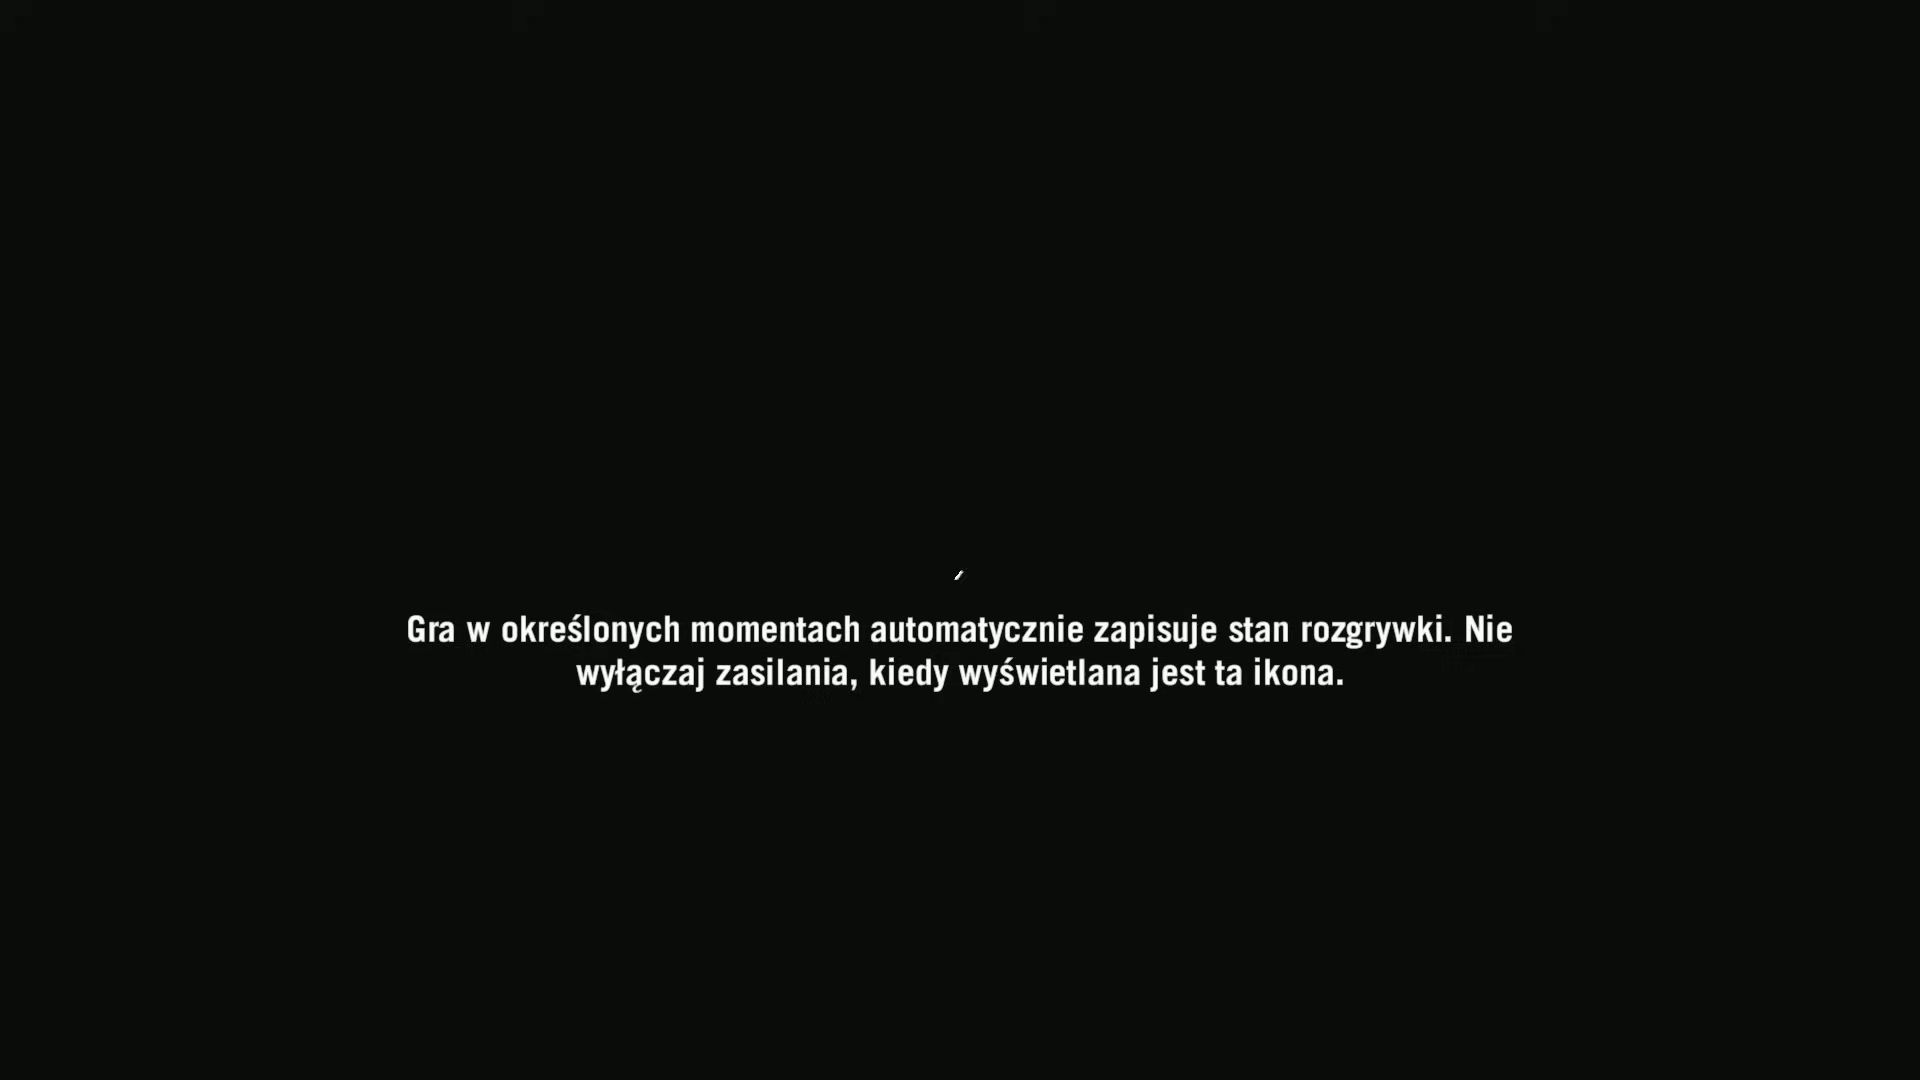 Gra w określonych momentach automatycznie zapisuje stan rozgrywki. Nie
wyłączaj zasilania, kiedy wyświetlana jest ta ikona.